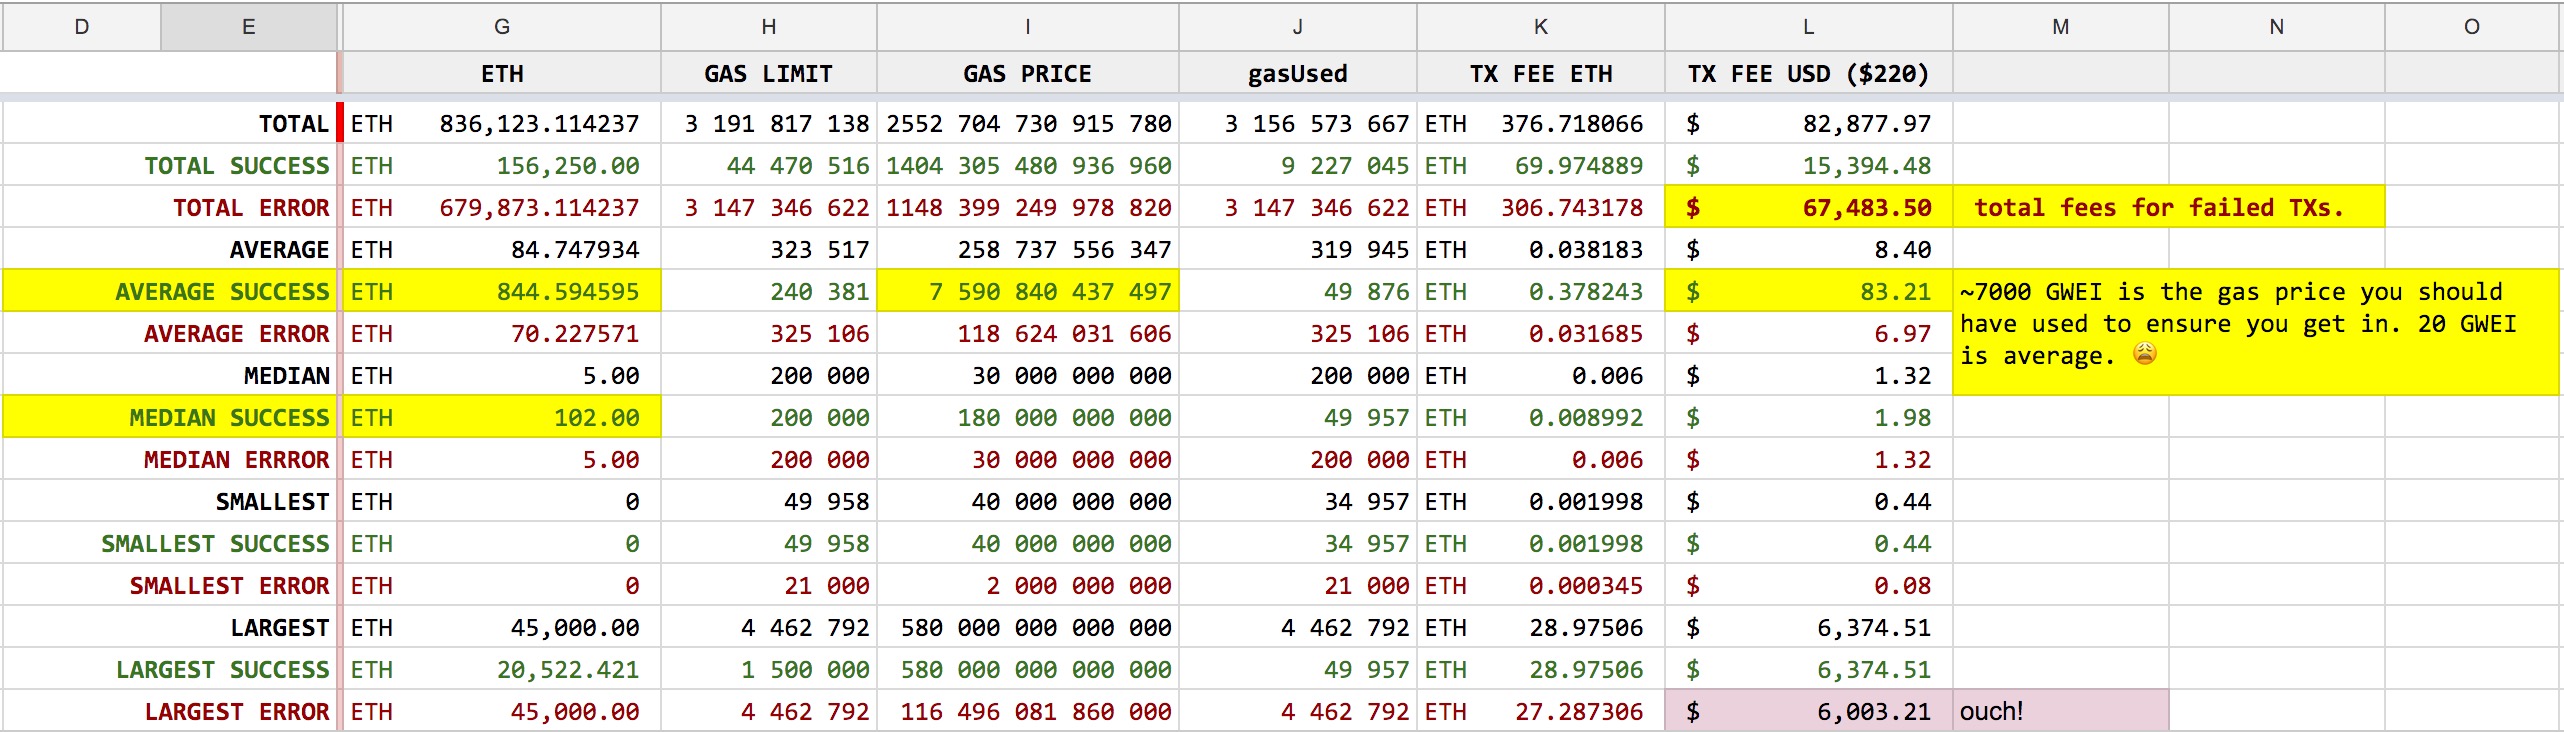 D E G H I J K L M N O
ETH GAS LIMIT GAS PRICE gasUsed TX FEE ETH TX FEE USD ($220)
TOTAL ETH 836,123.114237 3 191 817 138 2552 704 730 915 780 3 156 573 667 ETH 376.718066 $ 82,877.97
TOTAL SUCCESS ETH 156,250.00 44 470 516 1404 305 480 936 960 9 227 045 ETH 69.974889 $ 15,394.48
TOTAL ERROR ETH 679,873.114237 3 147 346 622 1148 399 249 978 820 3 147 346 622 ETH 306.743178 $ 67,483.50 total fees for failed TXs.
AVERAGE ETH 84.747934 323 517 258 737 556 347 319 945 ETH 0.038183 $ 8.40
AVERAGE SUCCESS ETH 844.594595 240 381 7 590 840 437 497 49 876 ETH 0.378243 $ 83.21 ~7000 GWEI is the gas price you should
have used to ensure you get in. 20 GWEI
is average. 😩
AVERAGE ERROR ETH 70.227571 325 106 118 624 031 606 325 106 ETH 0.031685 $ 6.97
MEDIAN ETH 5.00 200 000 30 000 000 000 200 000 ETH 0.006 $ 1.32
MEDIAN SUCCESS ETH 102.00 200 000 180 000 000 000 49 957 ETH 0.008992 $ 1.98
MEDIAN ERRROR ETH 5.00 200 000 30 000 000 000 200 000 ETH 0.006 $ 1.32
SMALLEST ETH 0 49 958 40 000 000 000 34 957 ETH 0.001998 $ 0.44
SMALLEST SUCCESS ETH 0 49 958 40 000 000 000 34 957 ETH 0.001998 $ 0.44
SMALLEST ERROR ETH 0 21 000 2 000 000 000 21 000 ETH 0.000345 $ 0.08
LARGEST ETH 45,000.00 4 462 792 580 000 000 000 000 4 462 792 ETH 28.97506 $ 6,374.51
LARGEST SUCCESS ETH 20,522.421 1 500 000 580 000 000 000 000 49 957 ETH 28.97506 $ 6,374.51
LARGEST ERROR ETH 45,000.00 4 462 792 116 496 081 860 000 4 462 792 ETH 27.287306 $ 6,003.21 ouch!